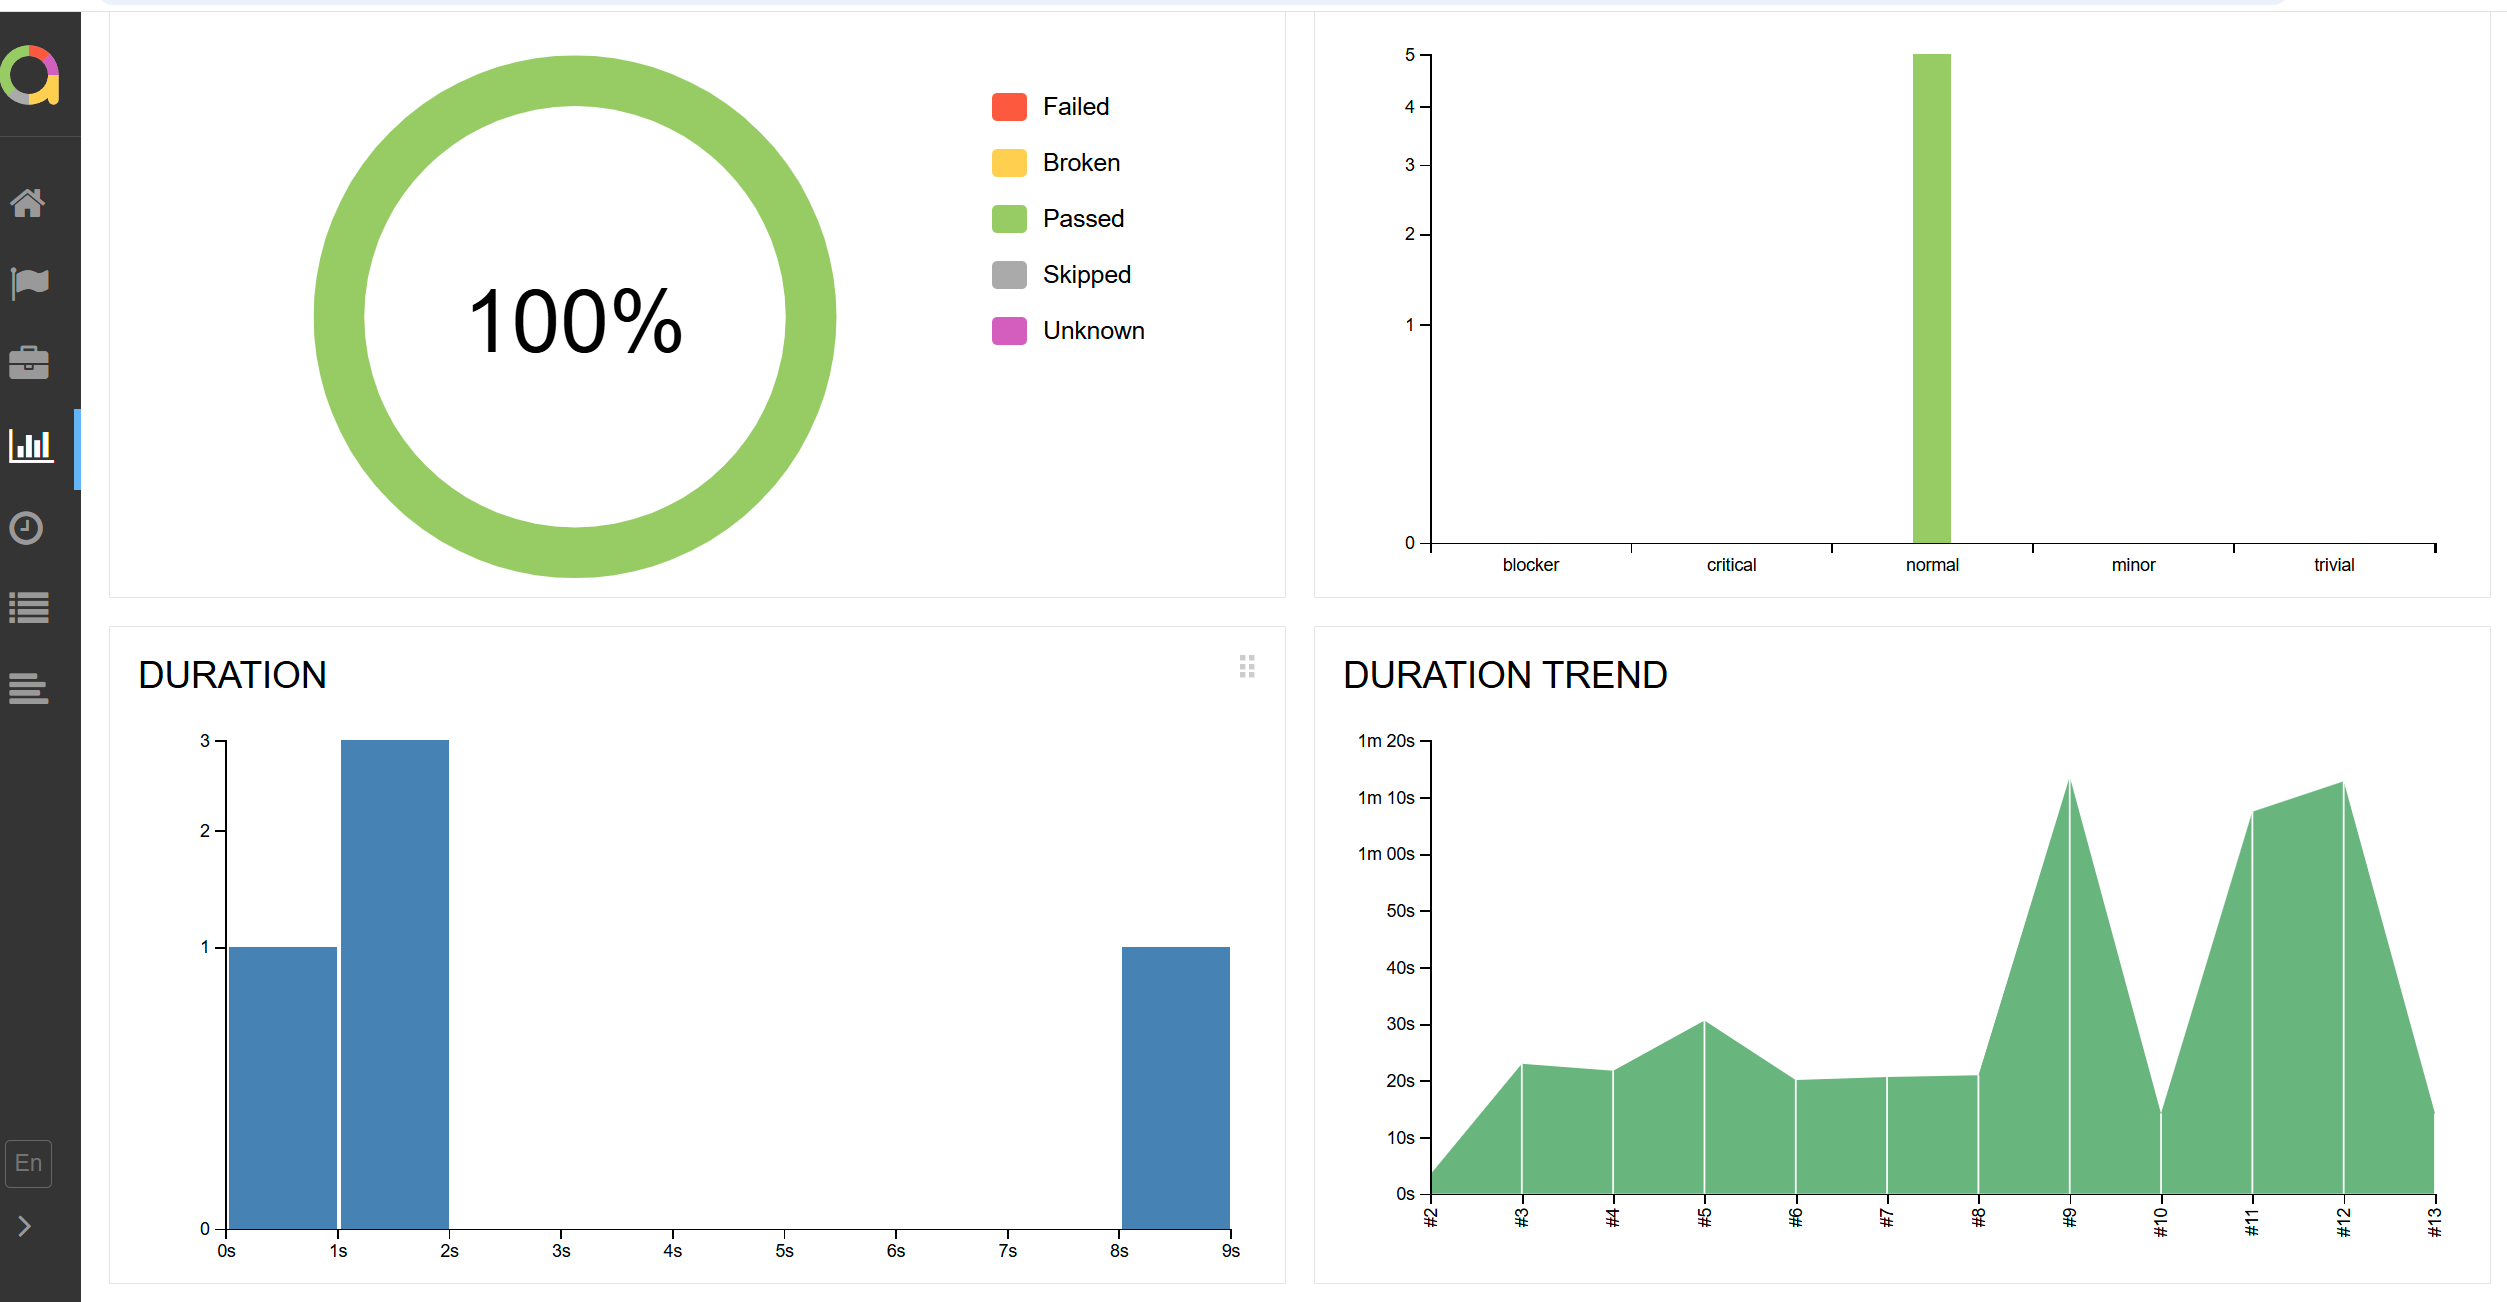 100%
Failed
Broken
Passed
Skipped
Unknown
5
4
3
2
1
0
blocker critical normal minor trivial
DURATION
3
2
1
0
0s 1s 2s 3s 4s 5s 6s 7s 8s 9s
DURATION TREND
1m 20s
1m 10s
1m 00s
50s
40s
30s
20s
10s
0s
#2 #3 #4 #5 #6 #7 #8 #9 #10 #11 #12 #13
En